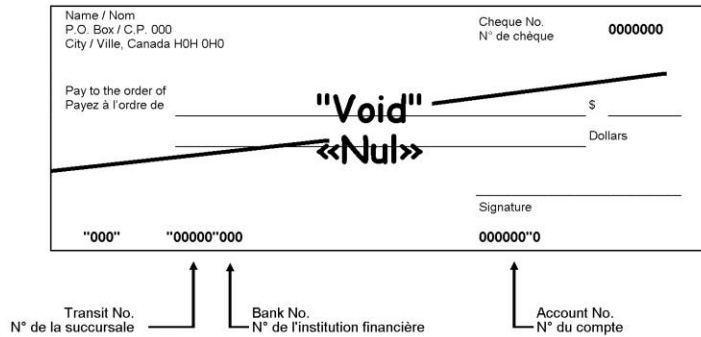 Name / Nom
P.O. Box / C.P. 000
City / Ville, Canada H0H 0H0
Cheque No.
N° de chèque
0000000
Pay to the order of
Payez à l'ordre de
"Void"
«Nul»
$
Dollars
Signature
"000" "00000"000 000000"0
Transit No.
N° de la succursale
Bank No.
N° de l'institution financière
Account No.
N° du compte